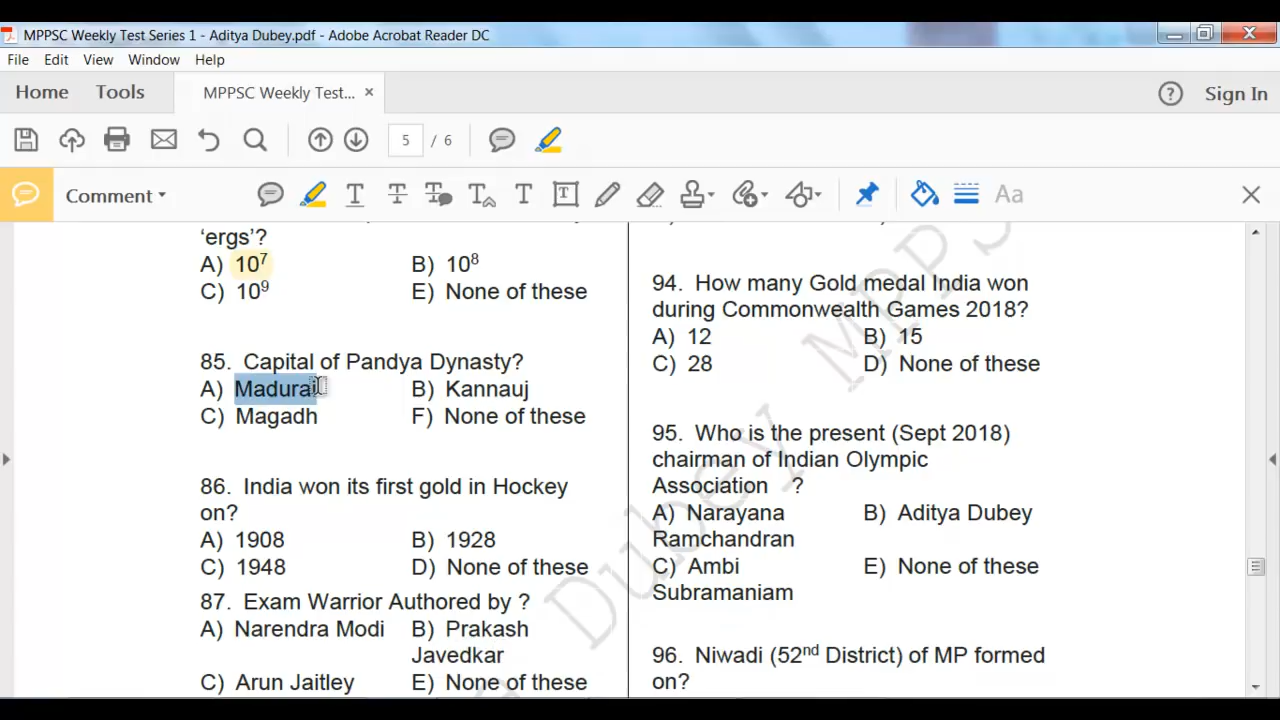 MPPSC Weekly Test Series 1 - Aditya Dubey.pdf - Adobe Acrobat Reader DC
File Edit View Window Help
Home Tools MPPSC Weekly Test... × ? Sign In
5 / 6
Comment Aa
'ergs'?
A) 10⁷ B) 10⁸
C) 10⁹ E) None of these
85. Capital of Pandya Dynasty?
A) Madurai B) Kannauj
C) Magadh F) None of these
86. India won its first gold in Hockey
on?
A) 1908 B) 1928
C) 1948 D) None of these
87. Exam Warrior Authored by ?
A) Narendra Modi B) Prakash
Javedkar
C) Arun Jaitley E) None of these
94. How many Gold medal India won
during Commonwealth Games 2018?
A) 12 B) 15
C) 28 D) None of these
95. Who is the present (Sept 2018)
chairman of Indian Olympic
Association ?
A) Narayana B) Aditya Dubey
Ramchandran
C) Ambi E) None of these
Subramaniam
96. Niwadi (52nd District) of MP formed
on?
Dubey MPPS